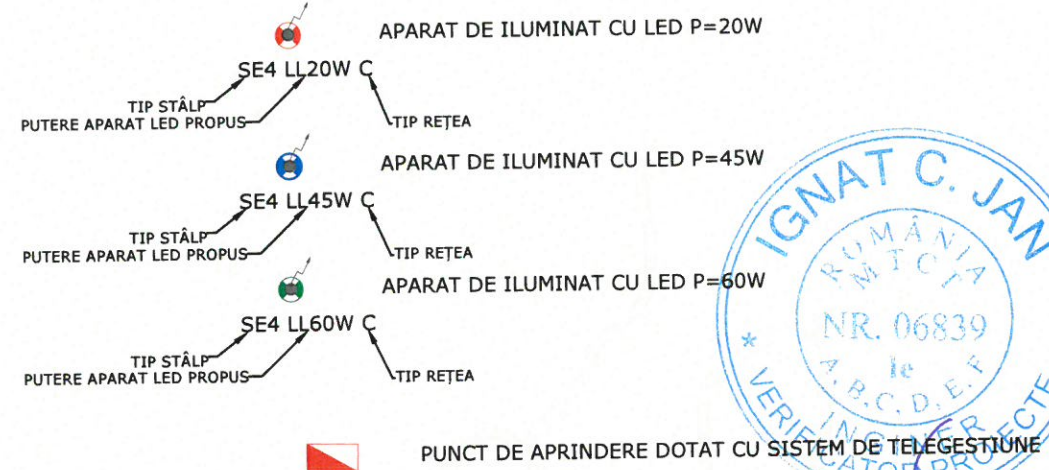 APARAT DE ILUMINAT CU LED P=20W
SE4 LL20W C
TIP STÂLP
PUTERE APARAT LED PROPUS
TIP REȚEA
APARAT DE ILUMINAT CU LED P=45W
SE4 LL45W C
TIP STÂLP
PUTERE APARAT LED PROPUS
TIP REȚEA
APARAT DE ILUMINAT CU LED P=60W
SE4 LL60W C
TIP STÂLP
PUTERE APARAT LED PROPUS
TIP REȚEA
PUNCT DE APRINDERE DOTAT CU SISTEM DE TELEGESTIUNE
IGNAT C. JAN
ROMÂNIA
MTCT
NR. 06839
le
A, B, C, D, E, F
INGINER